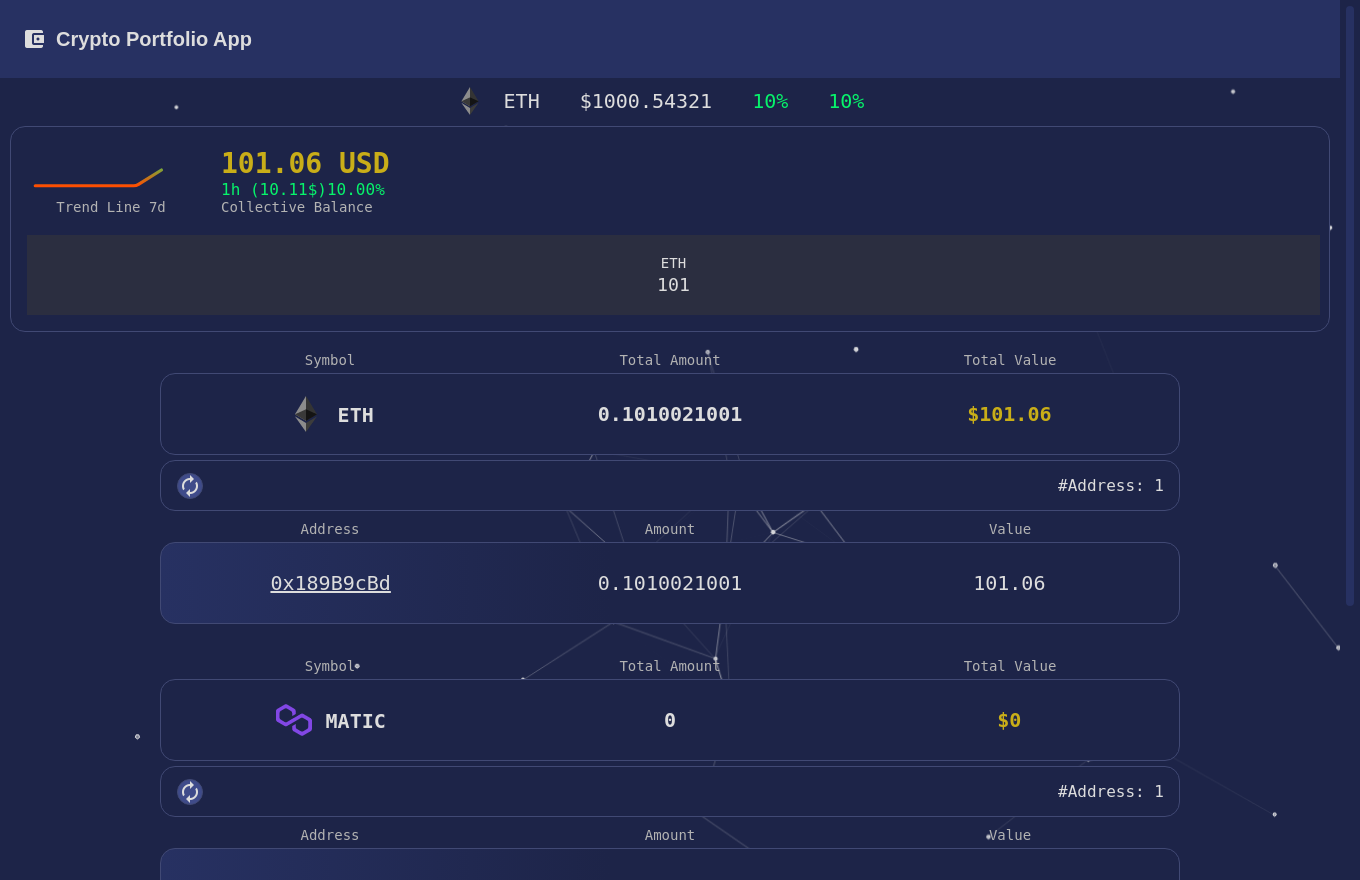 Crypto Portfolio App
ETH $1000.54321 10% 10%
101.06 USD
1h (10.11$)10.00%
Trend Line 7d Collective Balance
ETH
101
Symbol Total Amount Total Value
ETH 0.1010021001 $101.06
#Address: 1
Address Amount Value
0x189B9cBd 0.1010021001 101.06
Symbol Total Amount Total Value
MATIC 0 $0
#Address: 1
Address Amount Value